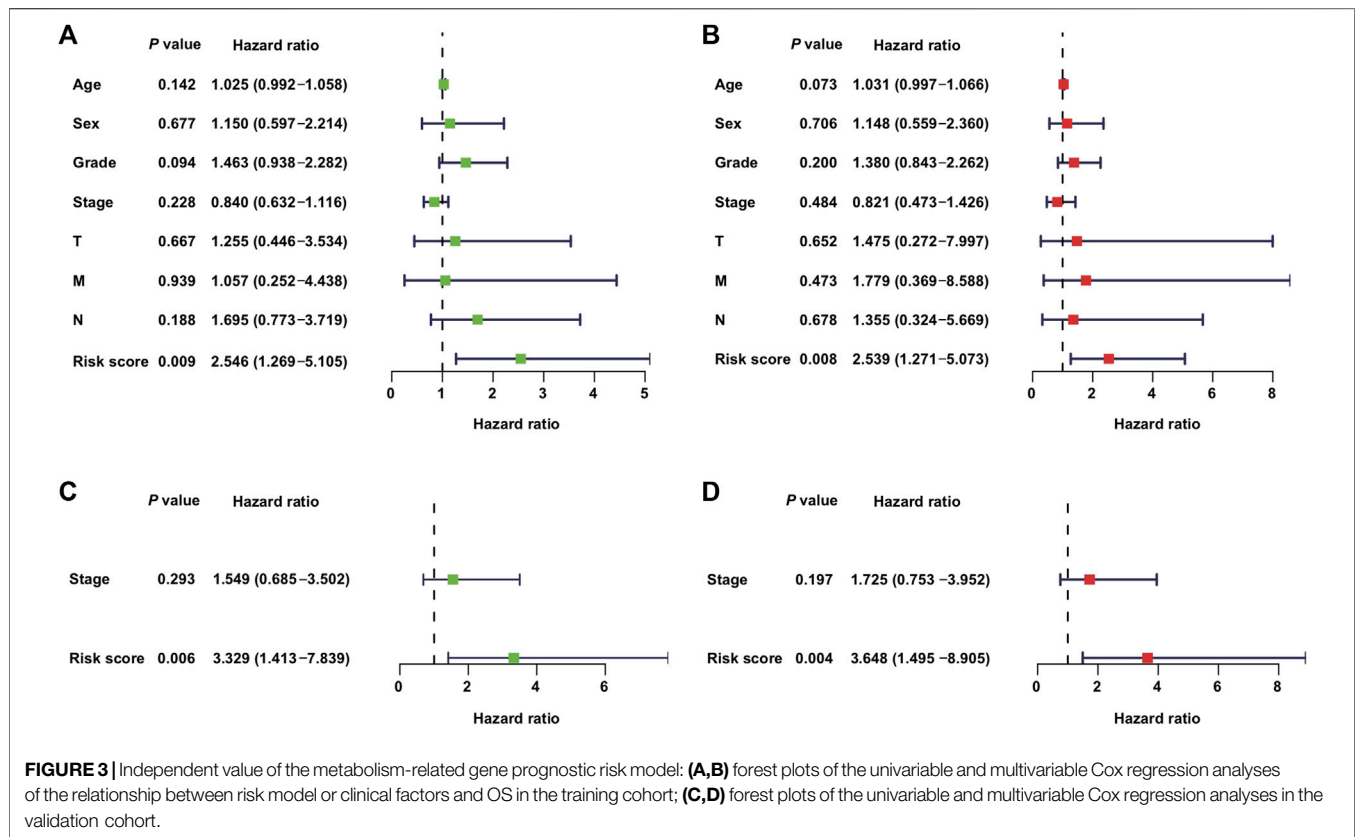 A
P value Hazard ratio
Age 0.142 1.025 (0.992–1.058)
Sex 0.677 1.150 (0.597–2.214)
Grade 0.094 1.463 (0.938–2.282)
Stage 0.228 0.840 (0.632–1.116)
T 0.667 1.255 (0.446–3.534)
M 0.939 1.057 (0.252–4.438)
N 0.188 1.695 (0.773–3.719)
Risk score 0.009 2.546 (1.269–5.105)
0 1 2 3 4 5
Hazard ratio
B
P value Hazard ratio
Age 0.073 1.031 (0.997–1.066)
Sex 0.706 1.148 (0.559–2.360)
Grade 0.200 1.380 (0.843–2.262)
Stage 0.484 0.821 (0.473–1.426)
T 0.652 1.475 (0.272–7.997)
M 0.473 1.779 (0.369–8.588)
N 0.678 1.355 (0.324–5.669)
Risk score 0.008 2.539 (1.271–5.073)
0 2 4 6 8
Hazard ratio
C
P value Hazard ratio
Stage 0.293 1.549 (0.685–3.502)
Risk score 0.006 3.329 (1.413–7.839)
0 2 4 6
Hazard ratio
D
P value Hazard ratio
Stage 0.197 1.725 (0.753 –3.952)
Risk score 0.004 3.648 (1.495 –8.905)
0 2 4 6 8
Hazard ratio
FIGURE 3 | Independent value of the metabolism-related gene prognostic risk model: (A,B) forest plots of the univariable and multivariable Cox regression analyses
of the relationship between risk model or clinical factors and OS in the training cohort; (C,D) forest plots of the univariable and multivariable Cox regression analyses in the
validation cohort.